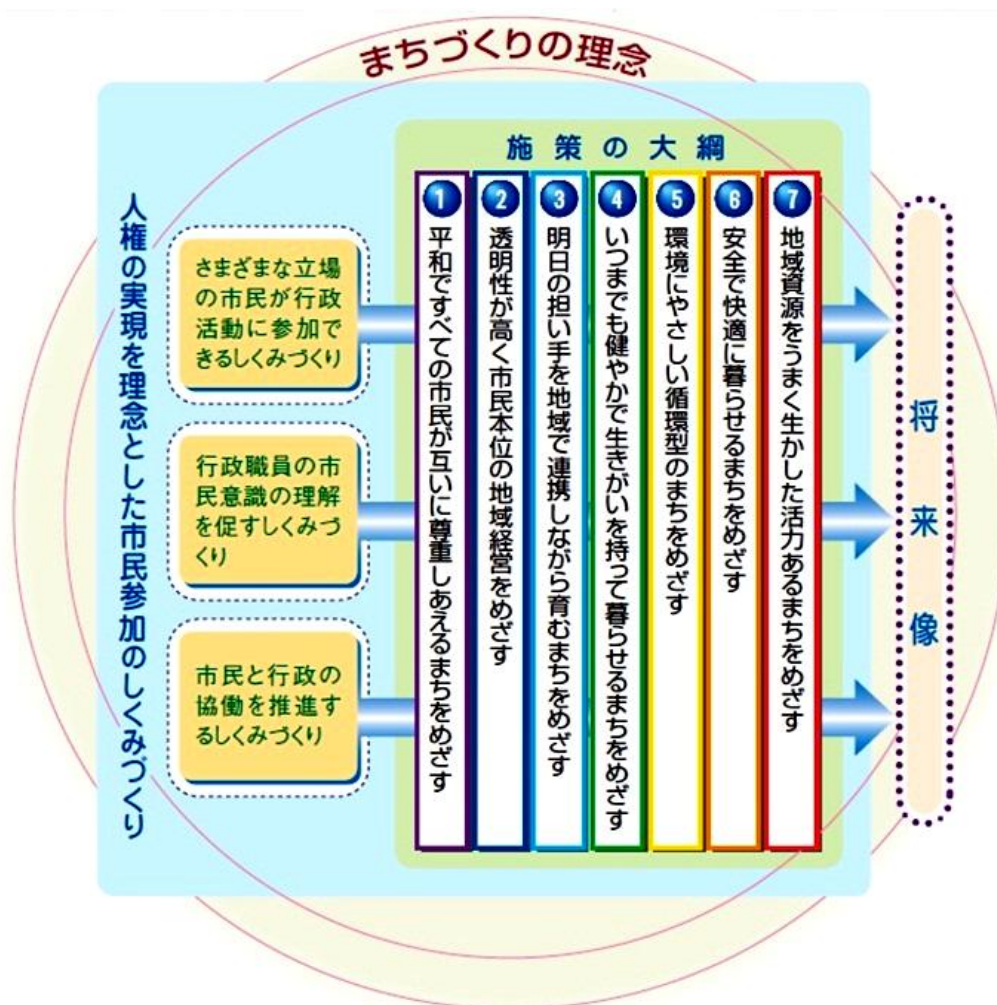 まちづくりの理念
人権の実現を理念とした市民参加のしくみづくり
さまざまな立場
の市民が行政
活動に参加で
きるしくみづくり
行政職員の市
民意識の理解
を促すしくみづ
くり
市民と行政の
協働を推進す
るしくみづくり
施策の大綱
1 平和ですべての市民が互いに尊重しあえるまちをめざす
2 透明性が高く市民本位の地域経営をめざす
3 明日の担い手を地域で連携しながら育むまちをめざす
4 いつまでも健やかで生きがいを持って暮らせるまちをめざす
5 環境にやさしい循環型のまちをめざす
6 安全で快適に暮らせるまちをめざす
7 地域資源をうまく生かした活力あるまちをめざす
将来像